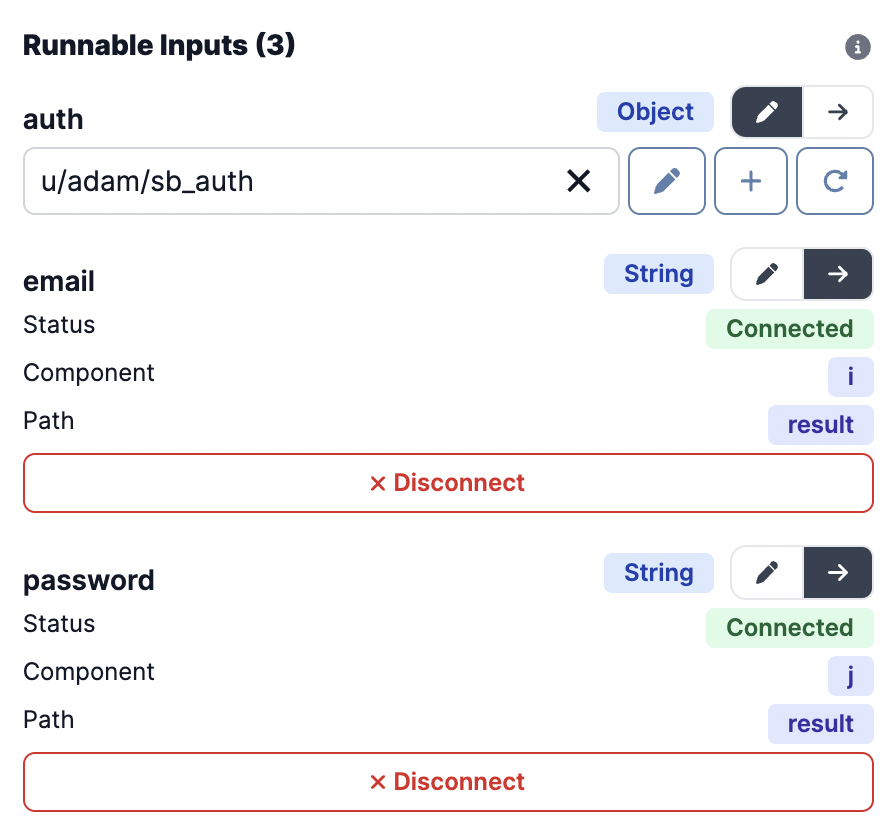 Runnable Inputs (3)
auth
Object
u/adam/sb_auth
email
String
Status
Connected
Component
i
Path
result
Disconnect
password
String
Status
Connected
Component
j
Path
result
Disconnect